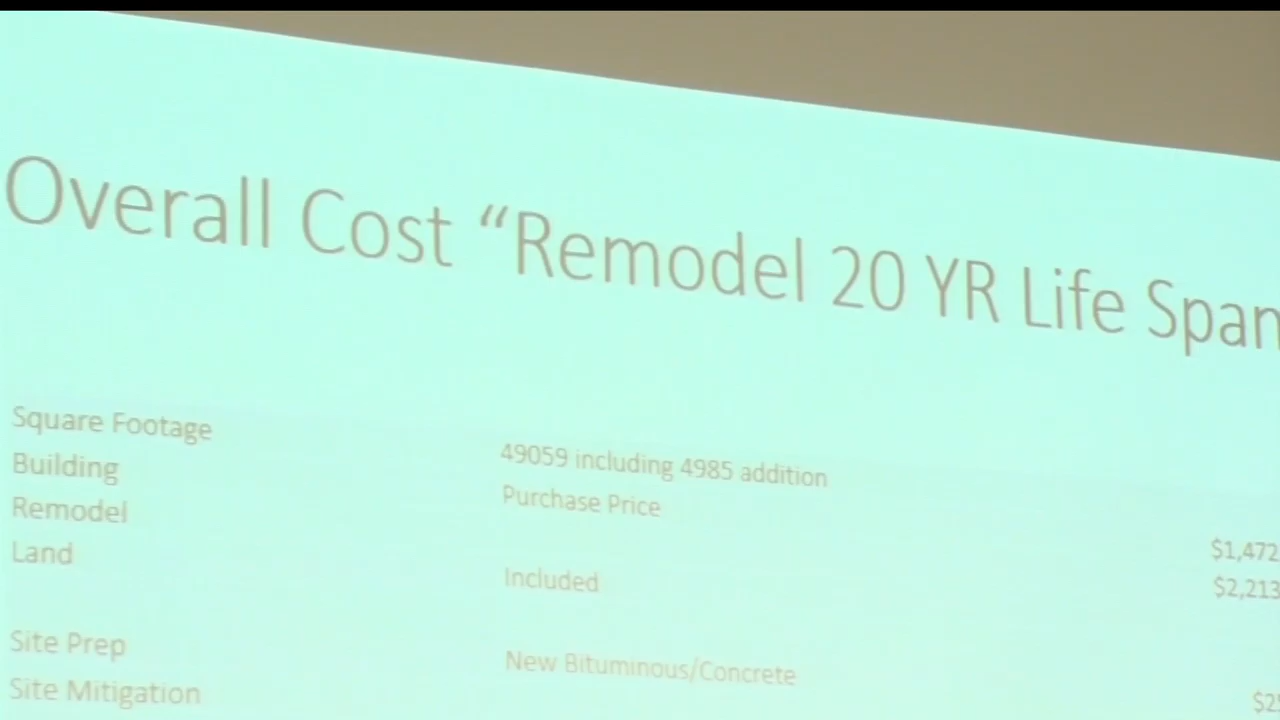 Overall Cost “Remodel 20 YR Life Span
Square Footage 49059 including 4985 addition
Building Purchase Price $1,472
Remodel $2,213
Land Included
Site Prep New Bituminous/Concrete $25
Site Mitigation